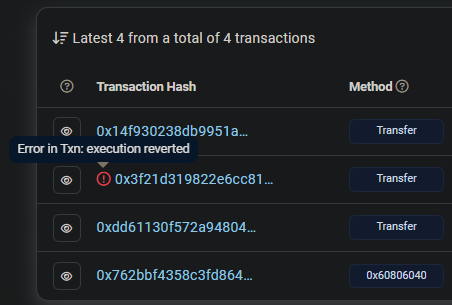 Latest 4 from a total of 4 transactions
Transaction Hash Method
0x14f930238db9951a... Transfer
Error in Txn: execution reverted
0x3f21d319822e6cc81... Transfer
0xdd61130f572a94804... Transfer
0x762bbf4358c3fd864... 0x60806040